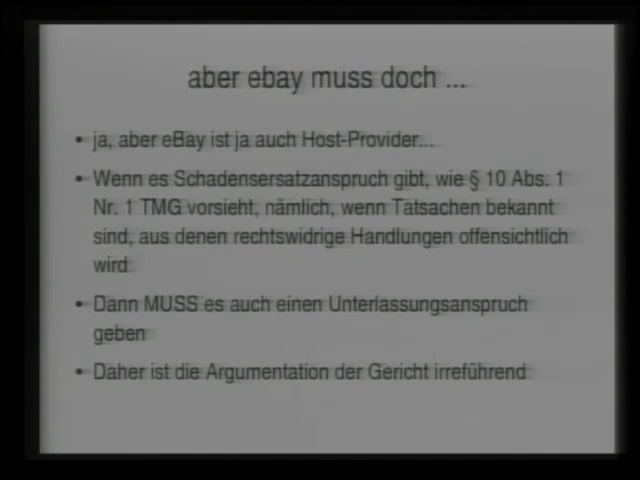 aber ebay muss doch ...
• ja, aber eBay ist ja auch Host-Provider...
• Wenn es Schadensersatzanspruch gibt, wie § 10 Abs. 1
Nr. 1 TMG vorsieht, nämlich, wenn Tatsachen bekannt
sind, aus denen rechtswidrige Handlungen offensichtlich
wird
• Dann MUSS es auch einen Unterlassungsanspruch
geben
• Daher ist die Argumentation der Gericht irreführend